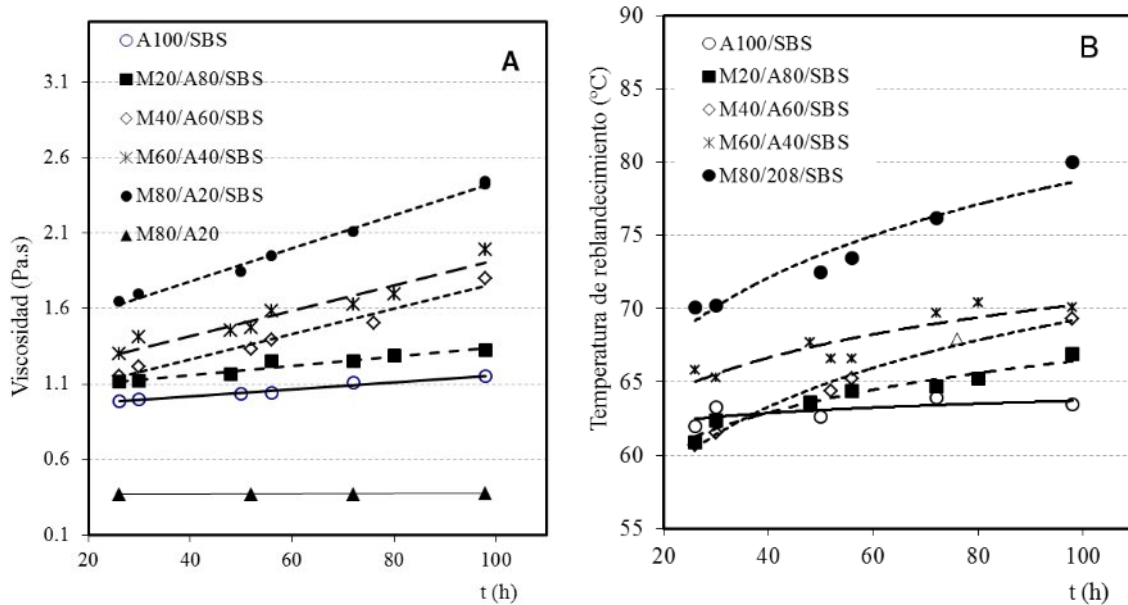 A100/SBS
M20/A80/SBS
M40/A60/SBS
M60/A40/SBS
M80/A20/SBS
M80/A20
A
Viscosidad (Pa.s)
3.1
2.6
2.1
1.6
1.1
0.6
0.1
20
40
60
80
100
t (h)
A100/SBS
M20/A80/SBS
M40/A60/SBS
M60/A40/SBS
M80/208/SBS
B
Temperatura de reblandecimiento (ºC)
90
85
80
75
70
65
60
55
20
40
60
80
100
t (h)